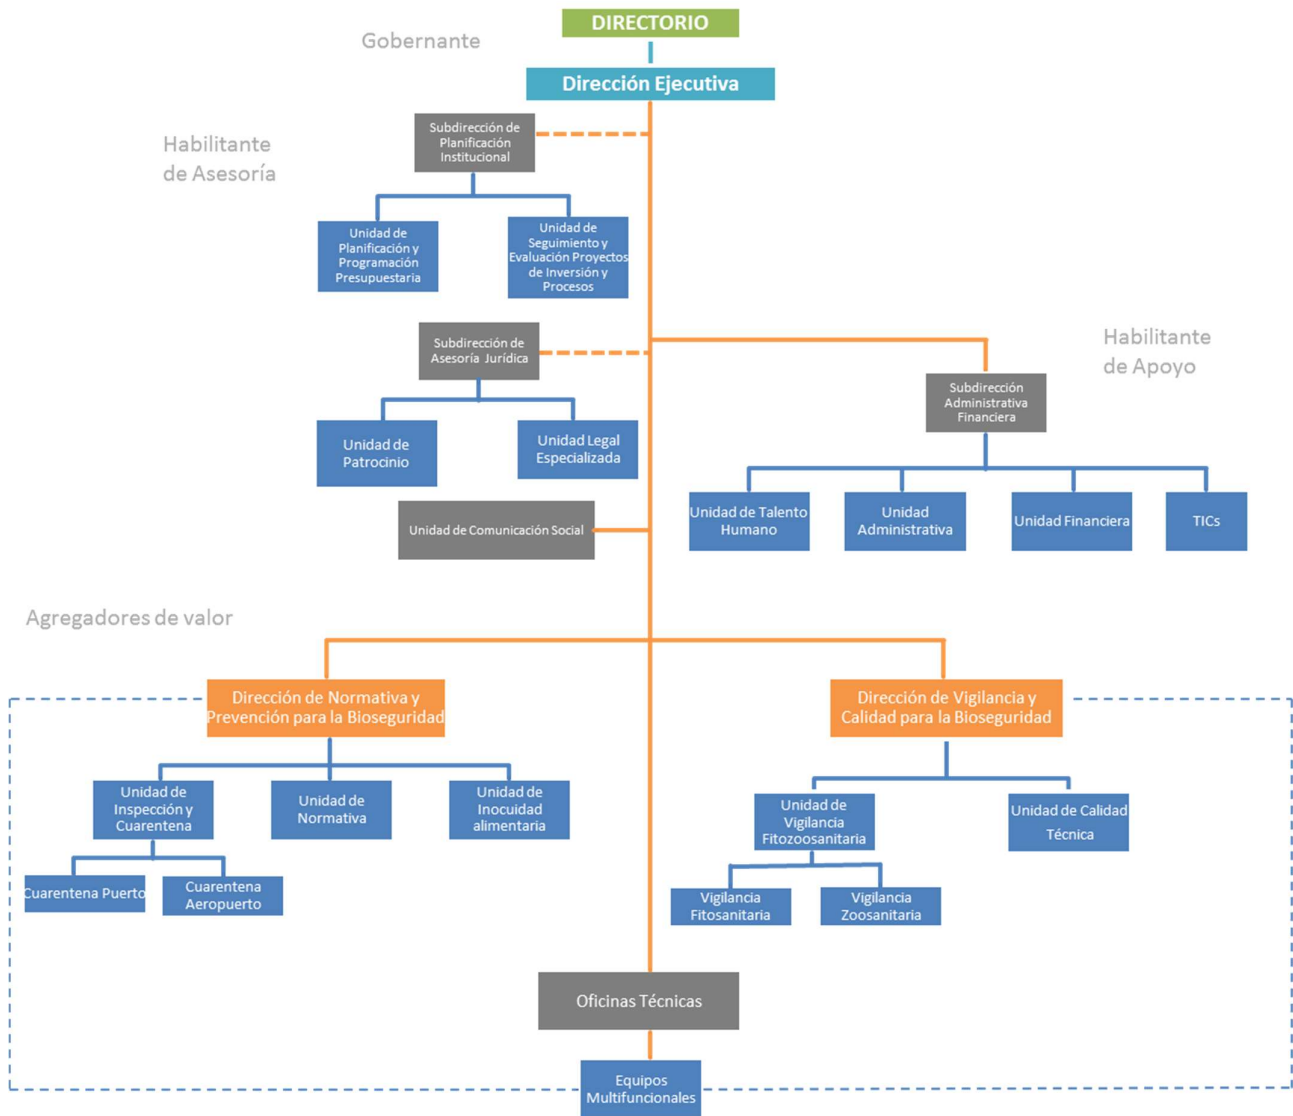 DIRECTORIO
Gobernante
Dirección Ejecutiva
Habilitante
de Asesoría
Subdirección de
Planificación
Institucional
Unidad de
Planificación y
Programación
Presupuestaria
Unidad de
Seguimiento y
Evaluación Proyectos
de Inversión y
Procesos
Subdirección de
Asesoría Jurídica
Unidad de
Patrocinio
Unidad Legal
Especializada
Habilitante
de Apoyo
Subdirección
Administrativa
Financiera
Unidad de Talento
Humano
Unidad
Administrativa
Unidad Financiera
TICs
Unidad de Comunicación Social
Agregadores de valor
Dirección de Normativa y
Prevención para la Bioseguridad
Unidad de
Inspección y
Cuarentena
Unidad de
Normativa
Unidad de
Inocuidad
alimentaria
Cuarentena Puerto
Cuarentena
Aeropuerto
Dirección de Vigilancia y
Calidad para la Bioseguridad
Unidad de
Vigilancia
Fitozoosanitaria
Unidad de Calidad
Técnica
Vigilancia
Fitosanitaria
Vigilancia
Zoosanitaria
Oficinas Técnicas
Equipos
Multifuncionales